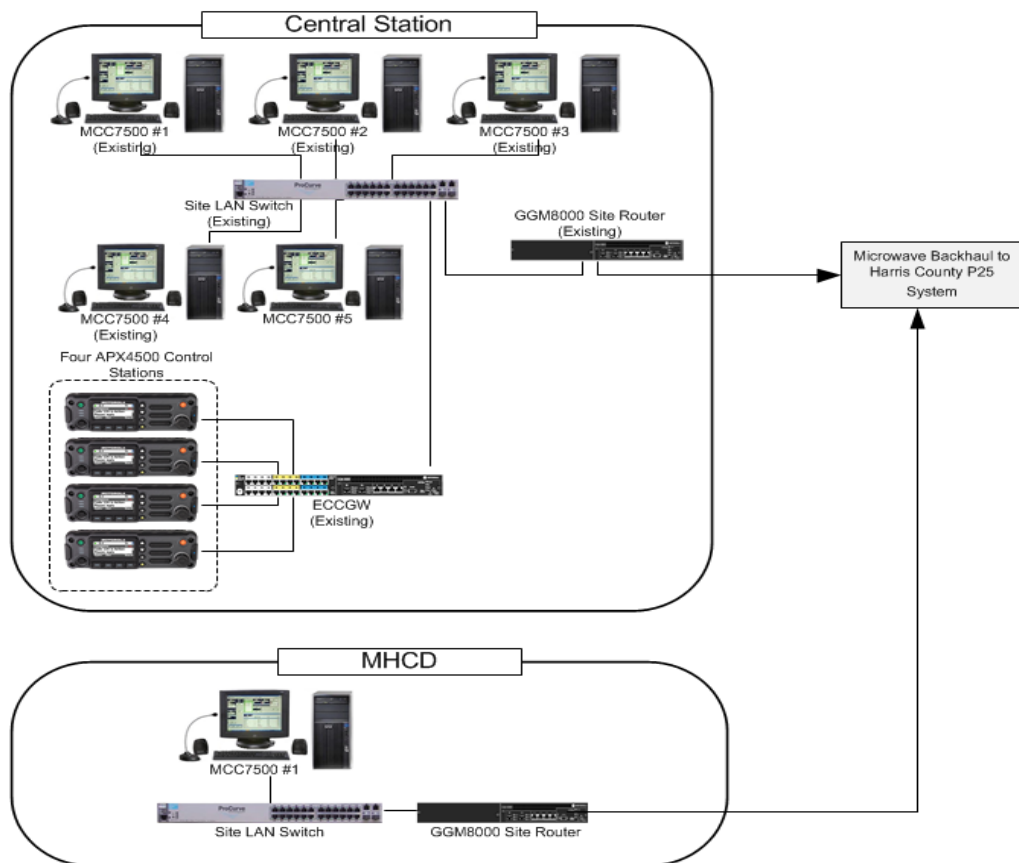 Central Station
MCC7500 #1
(Existing)
MCC7500 #2
(Existing)
MCC7500 #3
(Existing)
ProCurve
Site LAN Switch
(Existing)
GGM8000 Site Router
(Existing)
Microwave Backhaul to
Harris County P25
System
MCC7500 #4
(Existing)
MCC7500 #5
Four APX4500 Control
Stations
ECCGW
(Existing)
MHCD
MCC7500 #1
ProCurve
Site LAN Switch
GGM8000 Site Router